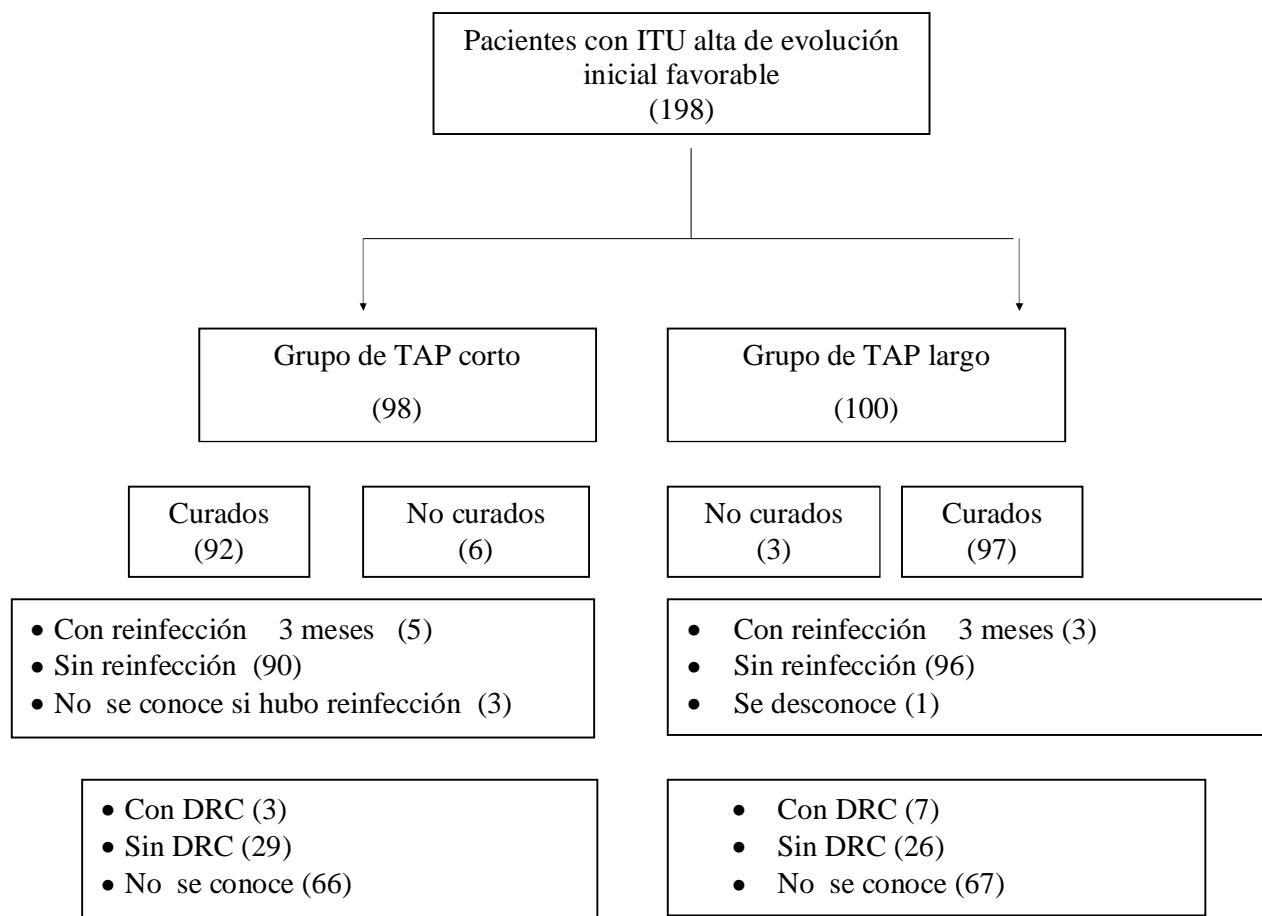 Pacientes con ITU alta de evolución
inicial favorable
(198)
Grupo de TAP corto
(98)
Grupo de TAP largo
(100)
Curados
(92)
No curados
(6)
No curados
(3)
Curados
(97)
• Con reinfección 3 meses (5)
• Sin reinfección (90)
• No se conoce si hubo reinfección (3)
• Con reinfección 3 meses (3)
• Sin reinfección (96)
• Se desconoce (1)
• Con DRC (3)
• Sin DRC (29)
• No se conoce (66)
• Con DRC (7)
• Sin DRC (26)
• No se conoce (67)